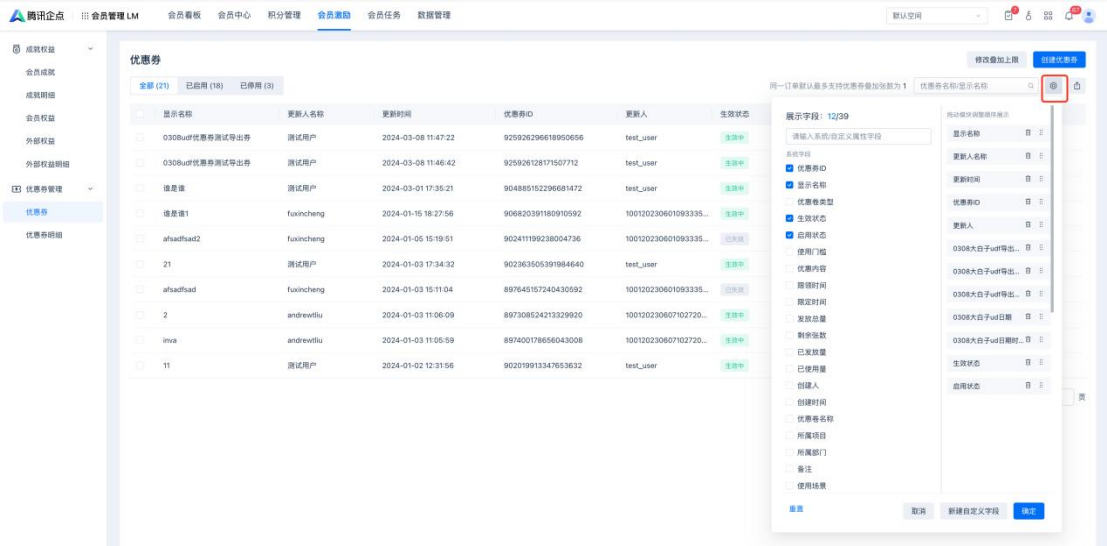 腾讯企点 会员管理 LM 会员看板 会员中心 积分管理 会员激励 会员任务 数据管理 默认空间 67
成就权益
会员成就
成就明细
会员权益
外部权益
外部权益明细
优惠券管理
优惠券
优惠券明细
优惠券 修改叠加上限 创建优惠券
全部 (21) 已启用 (18) 已停用 (3) 同一订单默认最多支持优惠券叠加张数为 1 优惠券名称/显示名称
显示名称 更新人名称 更新时间 优惠券ID 更新人 生效状态
0308udf优惠券测试导出券 测试用户 2024-03-08 11:47:22 925926296618950656 test_user 生效中
0308udf优惠券测试导出券 测试用户 2024-03-08 11:46:42 925926128171507712 test_user 生效中
谁是谁 测试用户 2024-03-01 17:35:21 904885152296681472 test_user 生效中
谁是谁1 fuxincheng 2024-01-15 18:27:56 906820391180910592 100120230601093335... 生效中
afsadfsad2 fuxincheng 2024-01-05 15:19:51 902411199238004736 100120230601093335... 已失效
21 测试用户 2024-01-03 17:34:32 902363505391984640 test_user 生效中
afsadfsad fuxincheng 2024-01-03 15:11:04 897645157240430592 100120230601093335... 已失效
2 andrewtliu 2024-01-03 11:06:09 897308524213329920 100120230607102720... 生效中
inva andrewtliu 2024-01-03 11:05:59 897400178656043008 100120230607102720... 生效中
11 测试用户 2024-01-02 12:31:56 902019913347653632 test_user 生效中
展示字段：12/39
请输入系统/自定义属性字段
系统字段
优惠券ID
显示名称
优惠卷类型
生效状态
启用状态
使用门槛
优惠内容
限领时间
限定时间
发放总量
剩余张数
已发放量
已使用量
创建人
创建时间
优惠卷名称
所属项目
所属部门
备注
使用场景
拖动模块调整顺序展示
显示名称
更新人名称
更新时间
优惠券ID
更新人
0308大白子udf导出...
0308大白子udf导出...
0308大白子udf导出...
0308大白子ud日期
0308大白子ud日期时...
生效状态
启用状态
页
重置 取消 新建自定义字段 确定